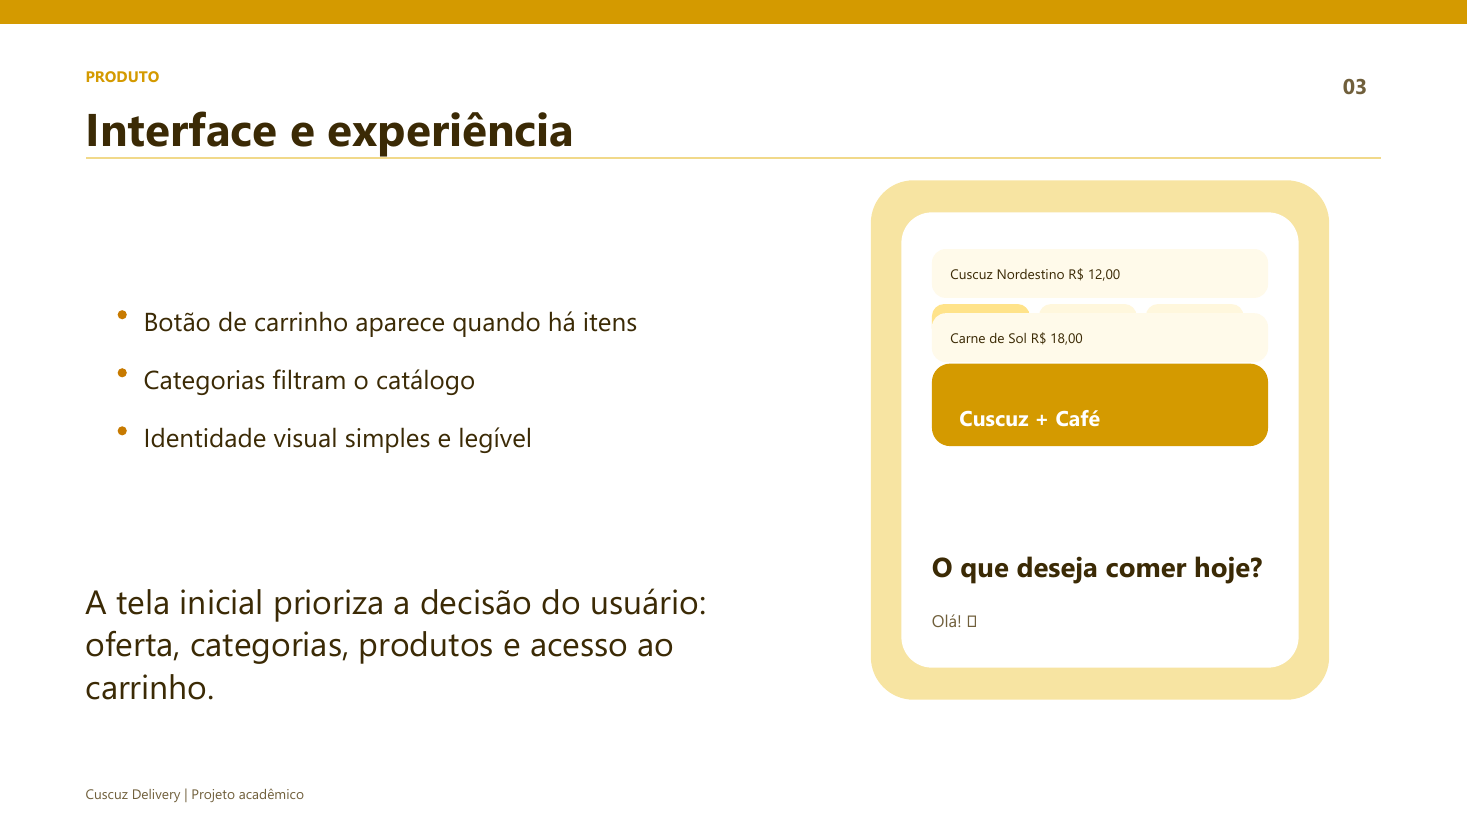 PRODUTO
03
Interface e experiência
Botão de carrinho aparece quando há itens
Categorias filtram o catálogo
Identidade visual simples e legível
A tela inicial prioriza a decisão do usuário:
oferta, categorias, produtos e acesso ao
carrinho.
Cuscuz Nordestino R$ 12,00
Carne de Sol R$ 18,00
Cuscuz + Café
O que deseja comer hoje?
Olá!
Cuscuz Delivery | Projeto acadêmico